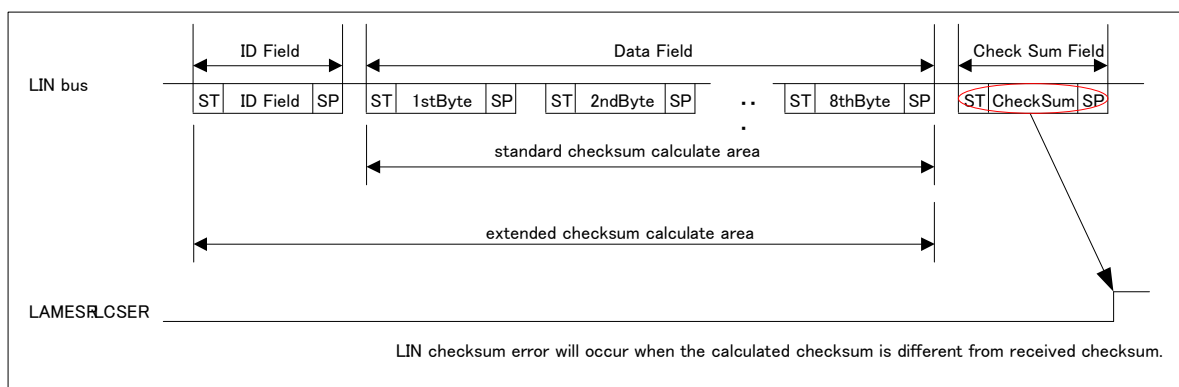 ID Field Data Field Check Sum Field
LIN bus
ST ID Field SP ST 1stByte SP ST 2ndByte SP .. . ST 8thByte SP ST CheckSum SP
standard checksum calculate area
extended checksum calculate area
LAMESR:LCSER
LIN checksum error will occur when the calculated checksum is different from received checksum.